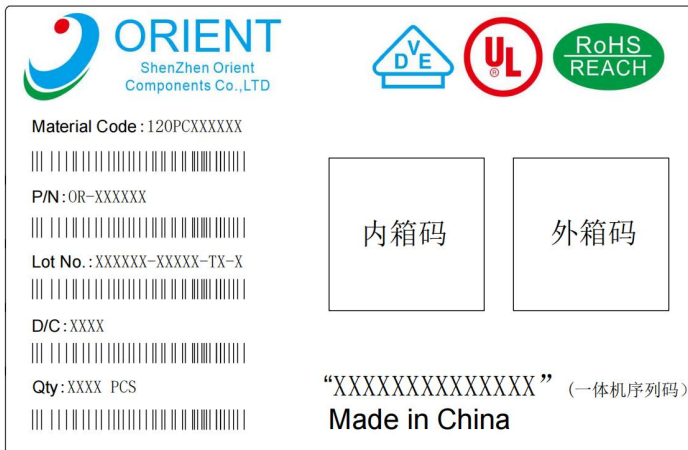 ORIENT
ShenZhen Orient
Components Co.,LTD
VDE
UL
®
RoHS
REACH
Material Code:120PCXXXXXX
P/N:OR-XXXXXX
Lot No.:XXXXXX-XXXXX-TX-X
D/C:XXXX
Qty:XXXX PCS
内箱码
外箱码
“XXXXXXXXXXXXXX”(一体机序列码)
Made in China